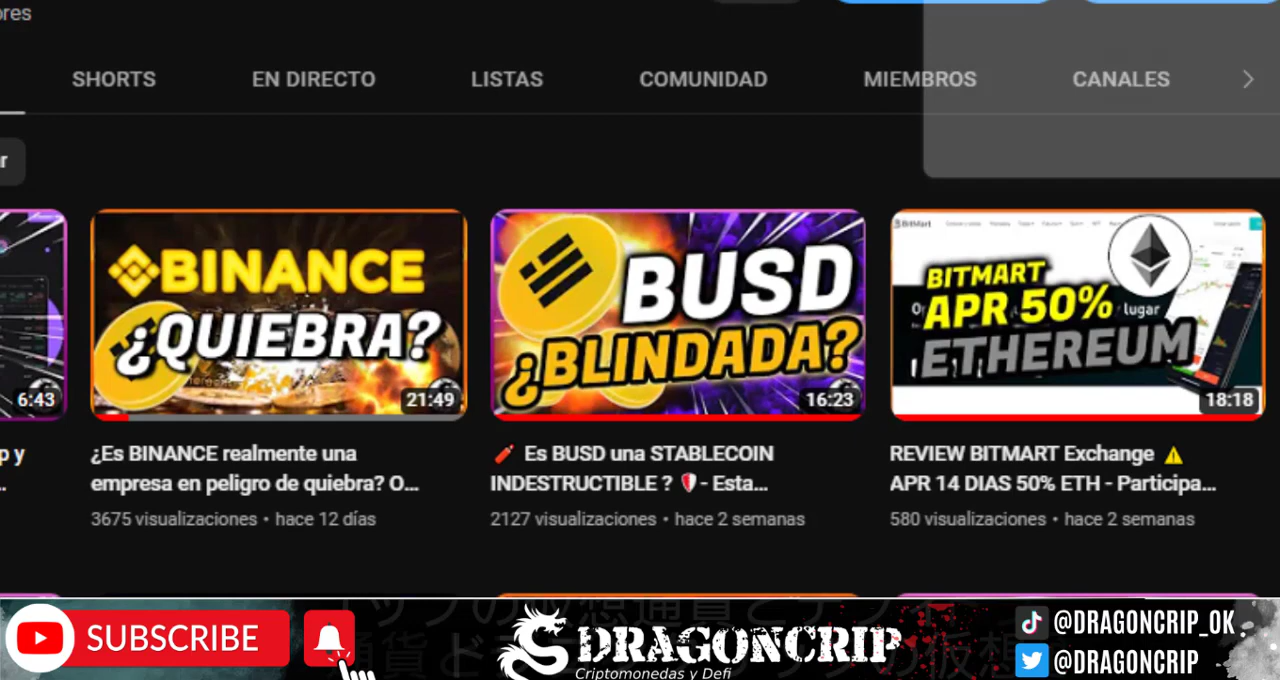 ores
SHORTS EN DIRECTO LISTAS COMUNIDAD MIEMBROS CANALES
r
BINANCE
¿QUIEBRA?
BUSD
¿BLINDADA?
BitMart
BITMART
APR 50%
lugar
ETHEREUM
6:43
21:49
16:23
18:18
p y
..
¿Es BINANCE realmente una
empresa en peligro de quiebra? O...
3675 visualizaciones • hace 12 días
Es BUSD una STABLECOIN
INDESTRUCTIBLE ? - Esta...
2127 visualizaciones • hace 2 semanas
REVIEW BITMART Exchange
APR 14 DIAS 50% ETH - Participa...
580 visualizaciones • hace 2 semanas
SUBSCRIBE
DRAGONCRIP
Criptomonedas y Defi
@DRAGONCRIP_OK
@DRAGONCRIP